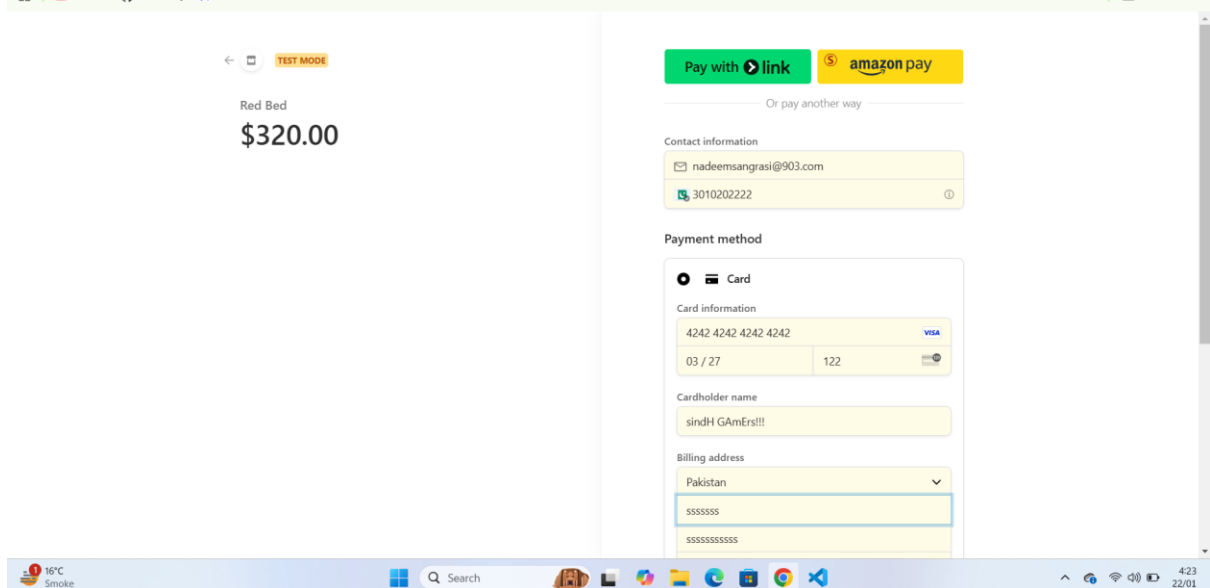 TEST MODE
Red Bed
$320.00
Pay with link
amazon pay
Or pay another way
Contact information
nadeemsangrasi@903.com
3010202222
Payment method
Card
Card information
4242 4242 4242 4242
VISA
03 / 27
122
Cardholder name
sindH GAmErs!!!
Billing address
Pakistan
sssssss
sssssssssss
1
16°C
Smoke
Search
4:23
22/01